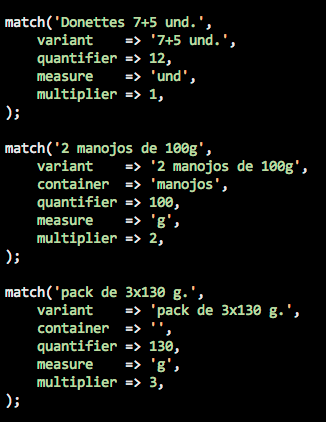 match('Donettes 7+5 und.',
    variant    => '7+5 und.',
    quantifier => 12,
    measure    => 'und',
    multiplier => 1,
);

match('2 manojos de 100g',
    variant    => '2 manojos de 100g',
    container  => 'manojos',
    quantifier => 100,
    measure    => 'g',
    multiplier => 2,
);

match('pack de 3x130 g.',
    variant    => 'pack de 3x130 g.',
    container  => '',
    quantifier => 130,
    measure    => 'g',
    multiplier => 3,
);